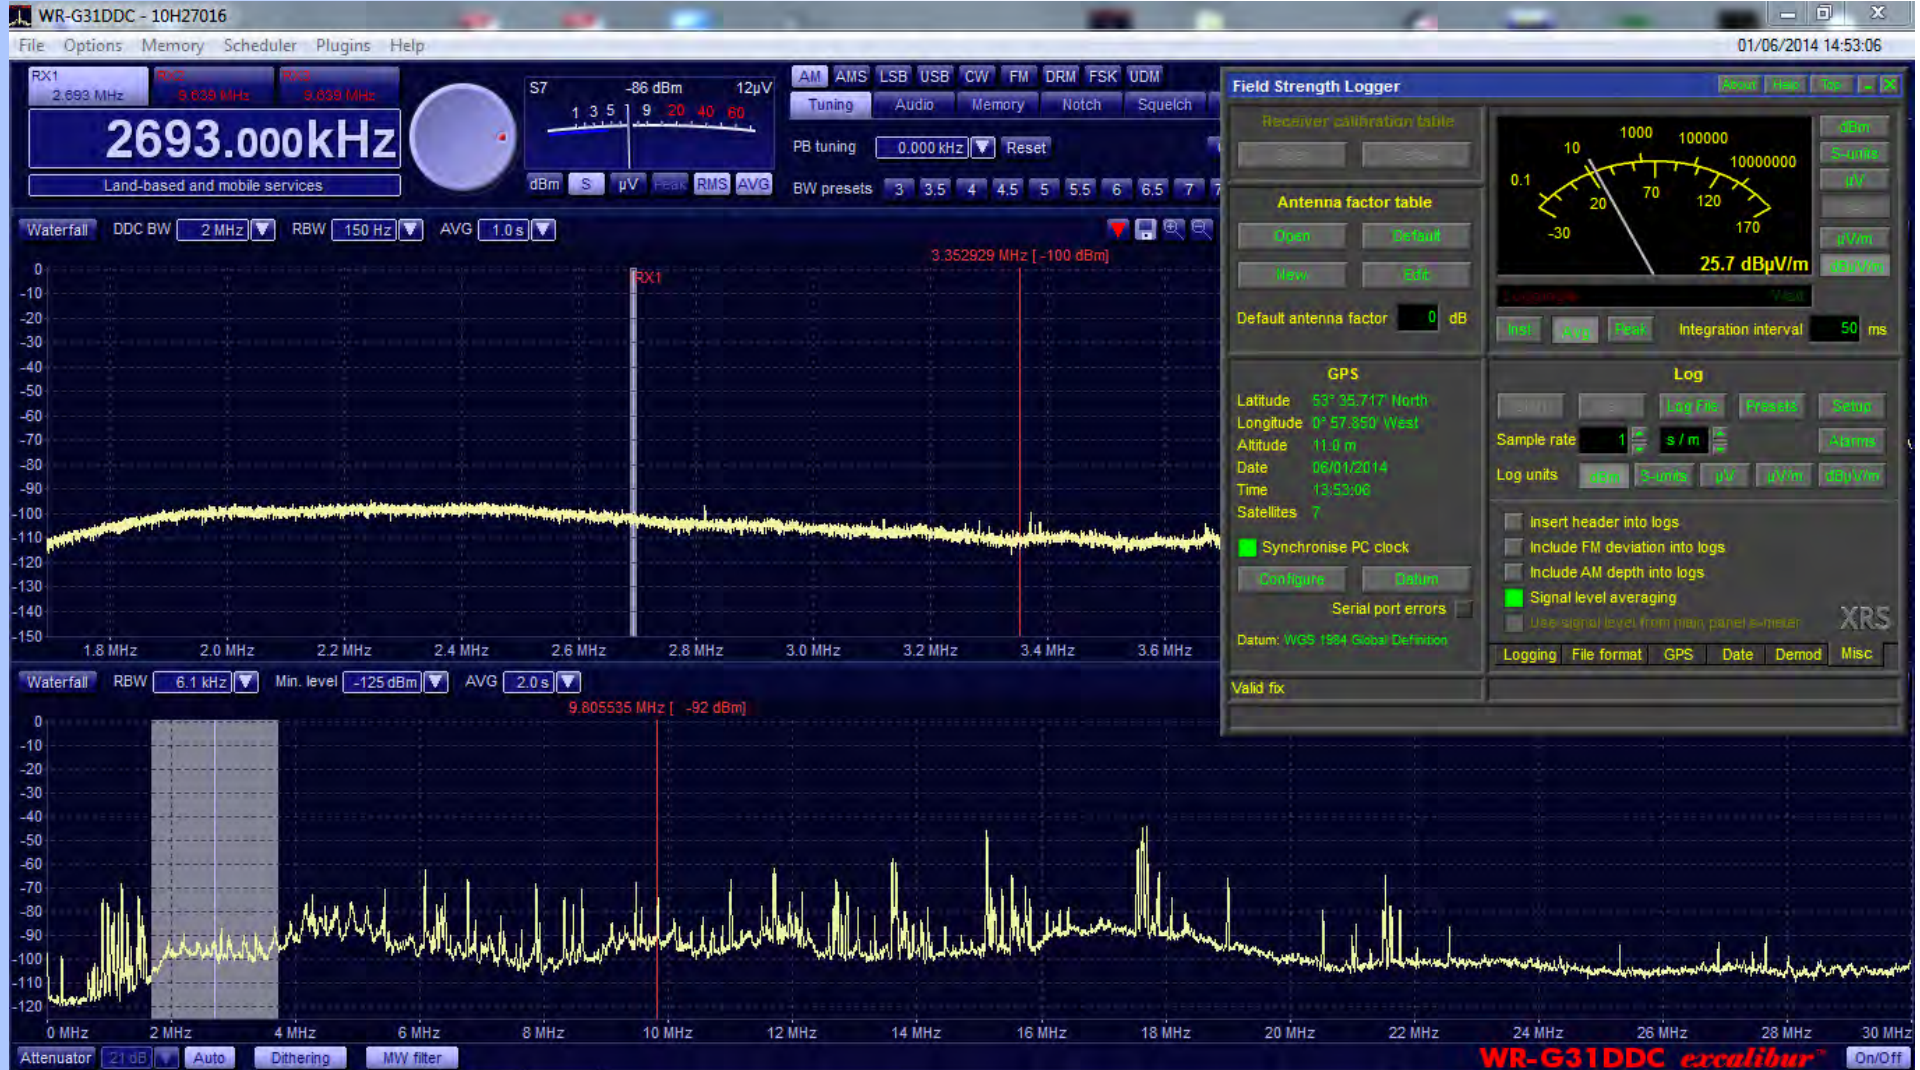 WR-G31DDC - 10H27016
File Options Memory Scheduler Plugins Help
01/06/2014 14:53:06
RX1
2.693 MHz
RX2
9.639 MHz
RX3
9.639 MHz
2693.000kHz
Land-based and mobile services
S7 -86 dBm 12µV
1 3 5 9 20 40 60
dBm S µV Peak RMS AVG
AM AMS LSB USB CW FM DRM FSK UDM
Tuning Audio Memory Notch Squelch
PB tuning 0.000 kHz Reset
BW presets 3 3.5 4 4.5 5 5.5 6 6.5 7
Waterfall DDC BW 2 MHz RBW 150 Hz AVG 1.0 s
3.352929 MHz [ -100 dBm]
RX1
0
-10
-20
-30
-40
-50
-60
-70
-80
-90
-100
-110
-120
-130
-140
-150
1.8 MHz 2.0 MHz 2.2 MHz 2.4 MHz 2.6 MHz 2.8 MHz 3.0 MHz 3.2 MHz 3.4 MHz 3.6 MHz
Field Strength Logger
About Help Top
Receiver calibration table
Antenna factor table
Open Default
New Edit
Default antenna factor 0 dB
0.1 10 1000 100000 10000000
-30 20 70 120 170
25.7 dBµV/m
dBm
S-units
µV
µV/m
dBµV/m
Inst Avg Peak Integration interval 50 ms
GPS
Latitude 53° 35.717' North
Longitude 0° 57.850' West
Altitude 11.0 m
Date 06/01/2014
Time 13:53:06
Satellites 7
Synchronise PC clock
Configure Datum
Serial port errors
Datum: WGS 1984 Global Definition
Valid fix
Log
Log File Presets Setup
Sample rate 1 s / m Alarms
Log units dBm S-units µV µV/m dBµV/m
Insert header into logs
Include FM deviation into logs
Include AM depth into logs
Signal level averaging
Use signal level from main panel s-meter
XRS
Logging File format GPS Date Demod Misc
Waterfall RBW 6.1 kHz Min. level -125 dBm AVG 2.0 s
9.805535 MHz [ -92 dBm]
0
-10
-20
-30
-40
-50
-60
-70
-80
-90
-100
-110
-120
0 MHz 2 MHz 4 MHz 6 MHz 8 MHz 10 MHz 12 MHz 14 MHz 16 MHz 18 MHz 20 MHz 22 MHz 24 MHz 26 MHz 28 MHz 30 MHz
Attenuator 21 dB Auto Dithering MW filter
WR-G31DDC excalibur™
On/Off